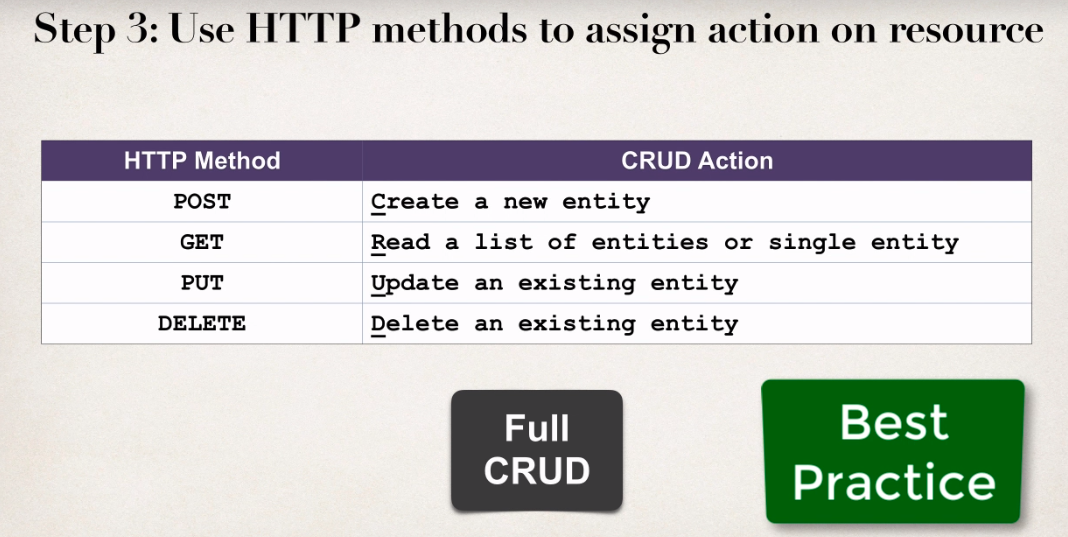 Step 3: Use HTTP methods to assign action on resource
HTTP Method CRUD Action
POST Create a new entity
GET Read a list of entities or single entity
PUT Update an existing entity
DELETE Delete an existing entity
Full
CRUD
Best
Practice